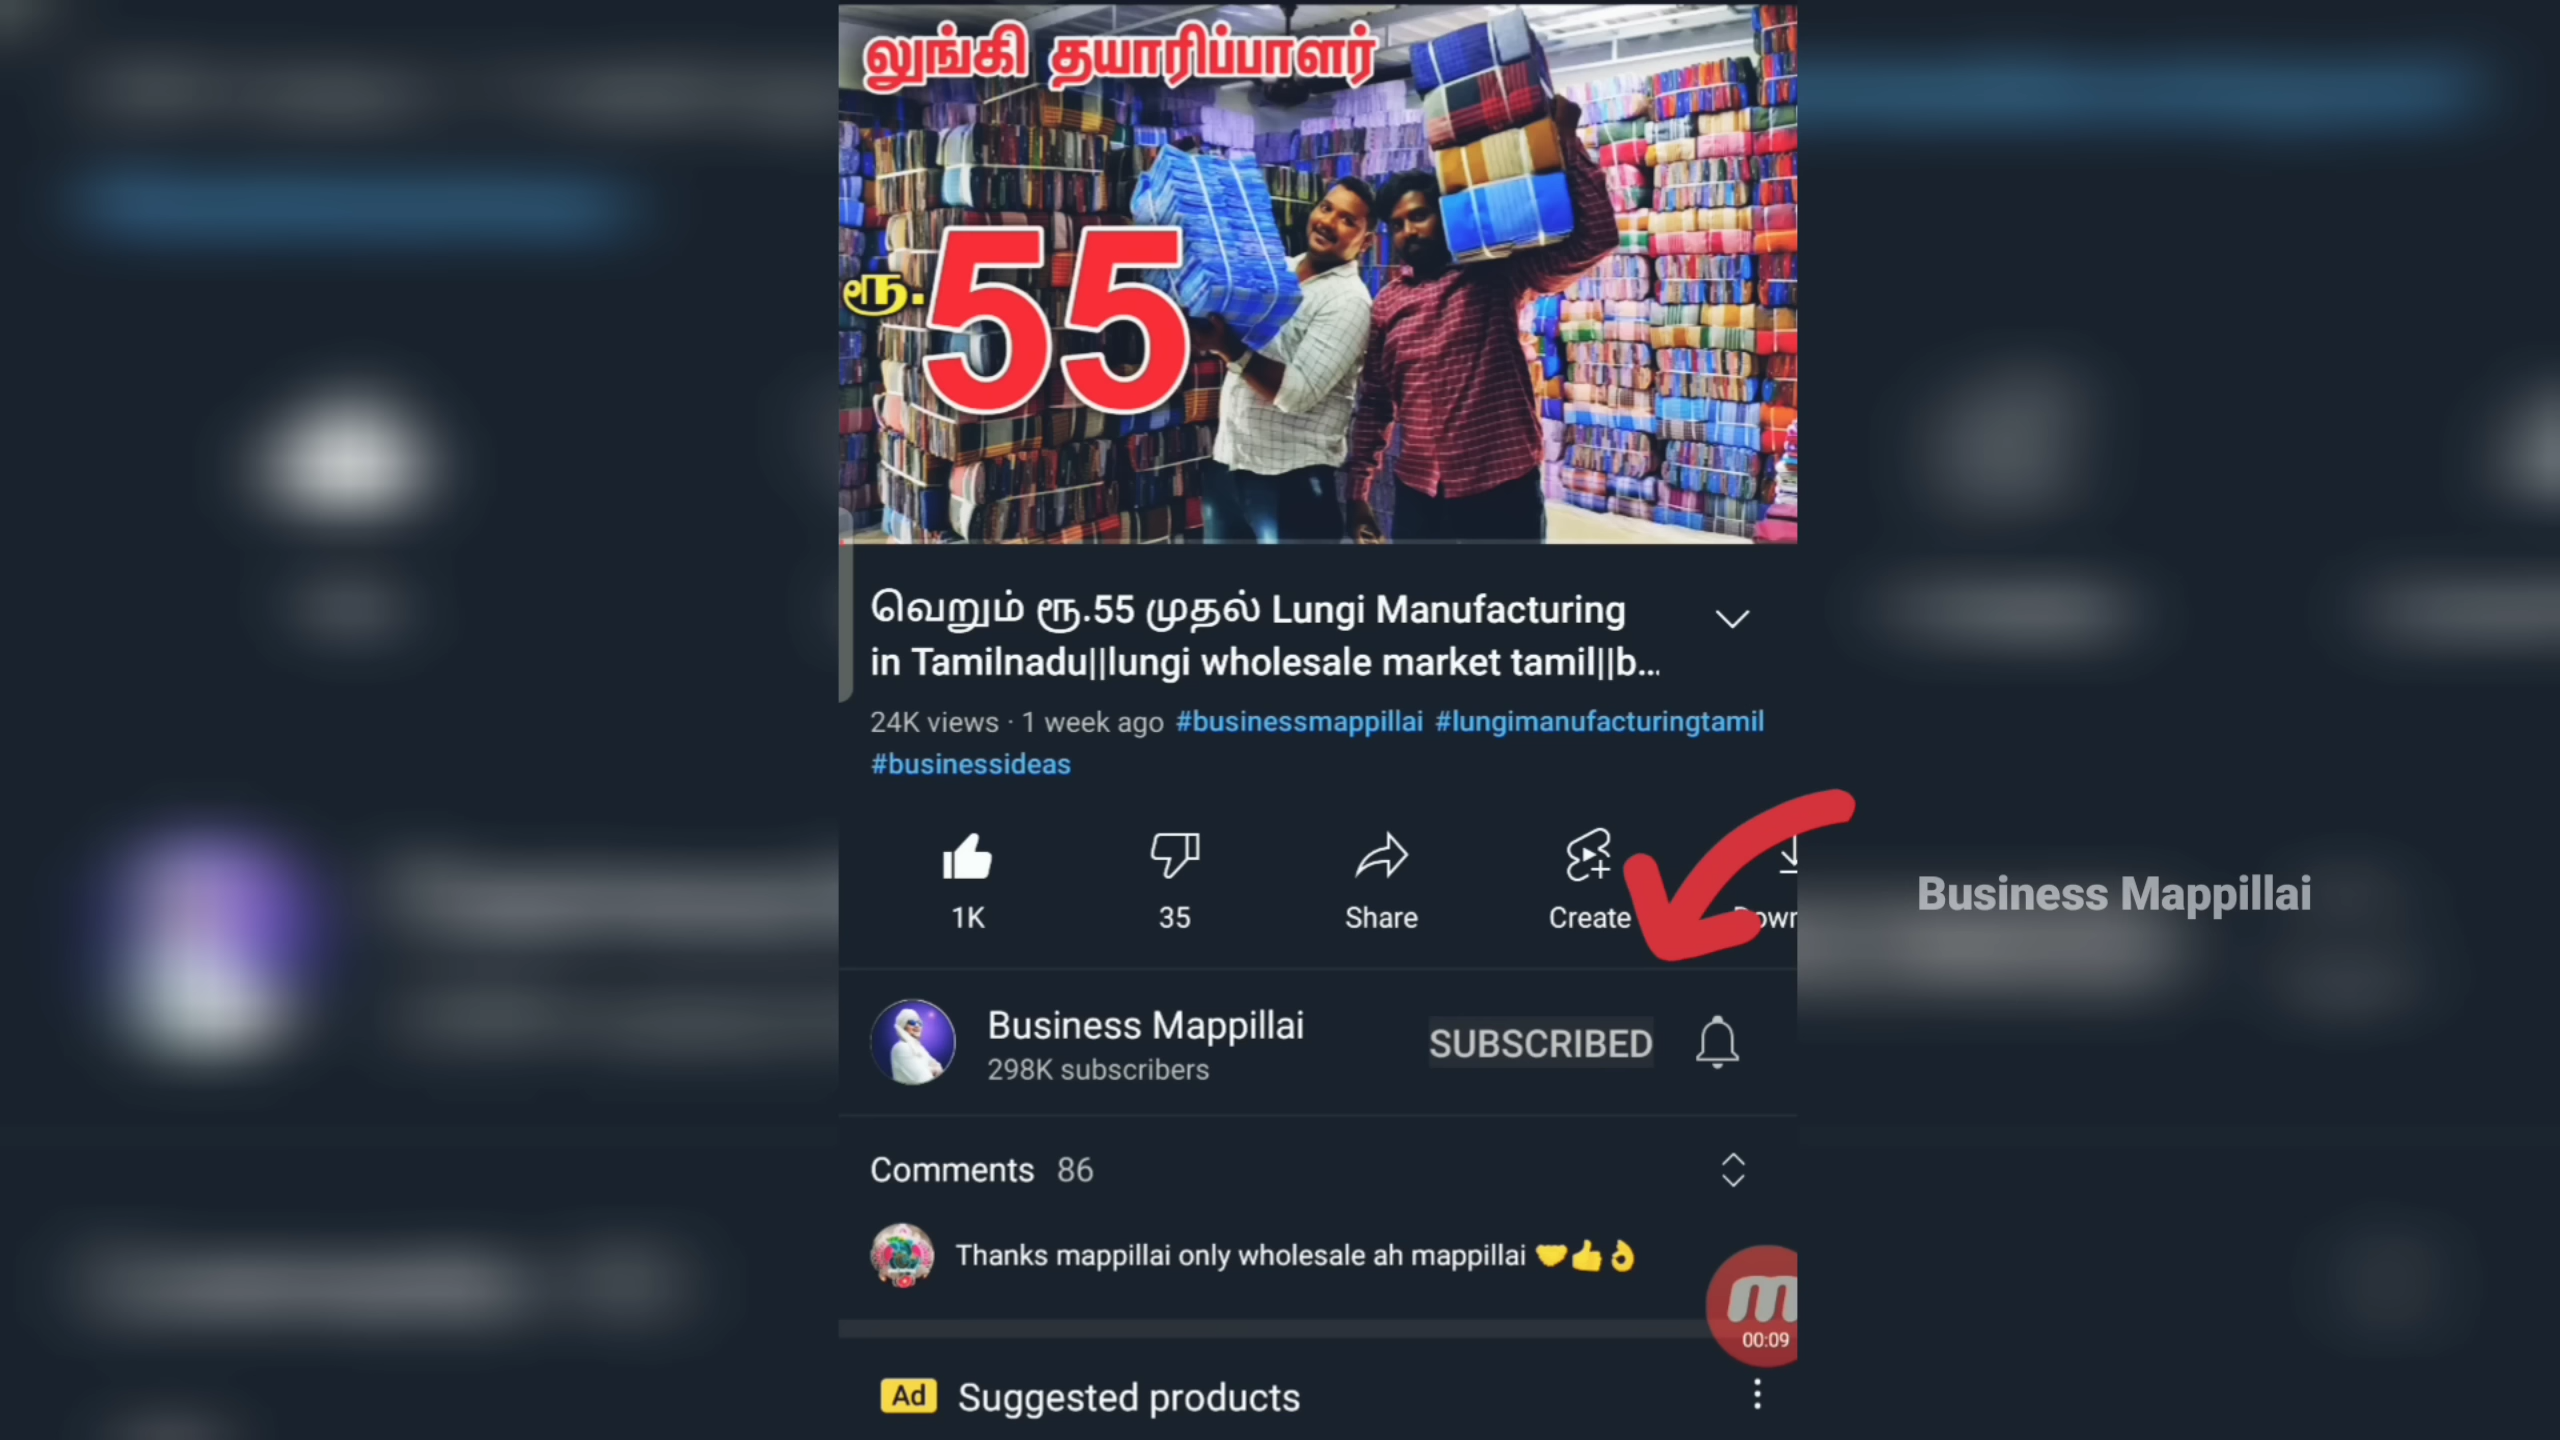 லுங்கி தயாரிப்பாளர்
ரூ.55
வெறும் ரூ.55 முதல் Lungi Manufacturing
in Tamilnadu||lungi wholesale market tamil||b...
24K views · 1 week ago #businessmappillai #lungimanufacturingtamil
#businessideas
1K 35 Share Create
Business Mappillai
Business Mappillai
298K subscribers
SUBSCRIBED
Comments 86
Thanks mappillai only wholesale ah mappillai 🤝👍👌
m
00:09
Ad Suggested products